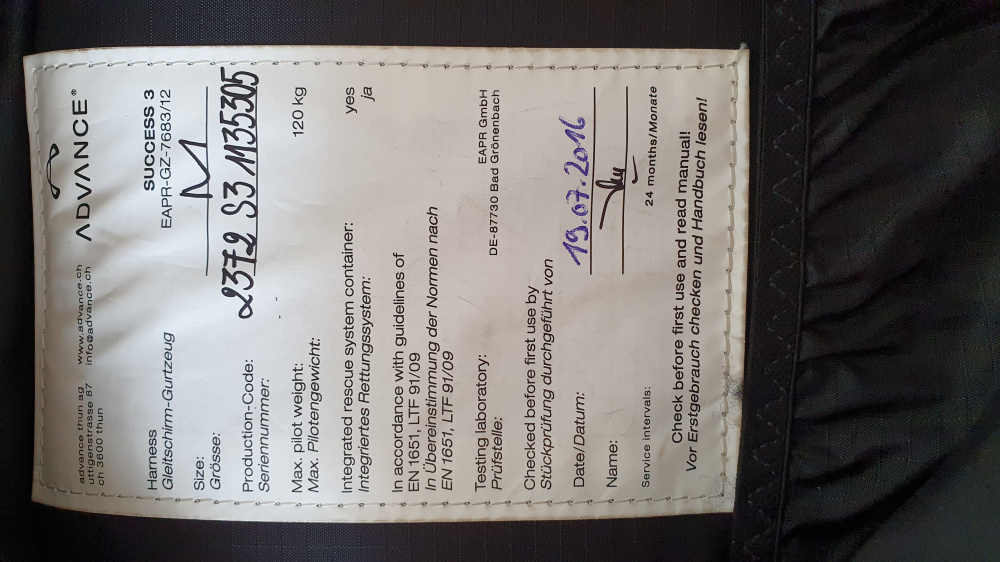 ADVANCE®
advance thun ag www.advance.ch
uttigenstrasse 87 info@advance.ch
ch 3600 thun
Harness SUCCESS 3
Gleitschirm-Gurtzeug EAPR-GZ-7683/12
Size: M
Grösse:
Production-Code: 2372 93 1135305
Seriennummer:
Max. pilot weight: 120 kg
Max. Pilotengewicht:
Integrated rescue system container: yes
Integriertes Rettungssystem: ja
In accordance with guidelines of
EN 1651, LTF 91/09
In Übereinstimmung der Normen nach
EN 1651, LTF 91/09
Testing laboratory: EAPR GmbH
Prüfstelle: DE-87730 Bad Grönenbach
Checked before first use by
Stückprüfung durchgeführt von
Date/Datum: 19.07.2016
Name:
Service intervals: 24 months/Monate
Check before first use and read manual!
Vor Erstgebrauch checken und Handbuch lesen!